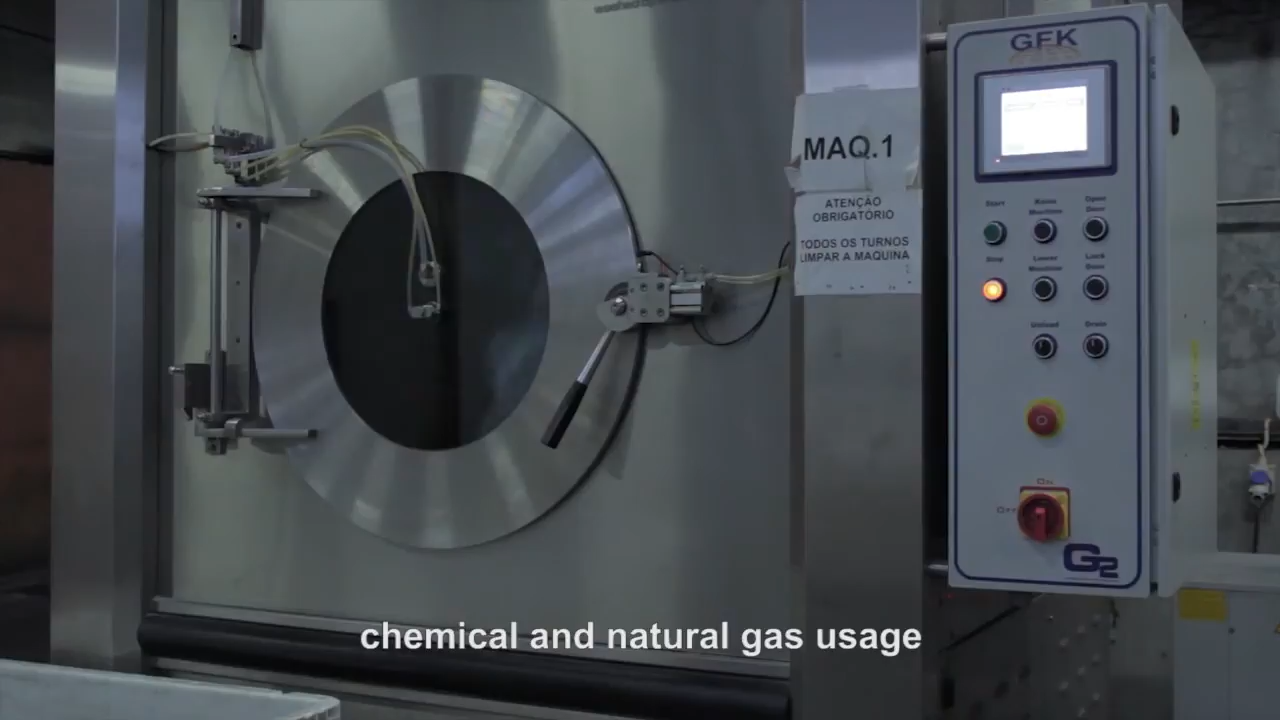 GFK
MAQ.1
ATENÇÃO
OBRIGATÓRIO
TODOS OS TURNOS
LIMPAR A MAQUINA
Start
Raise
Machine
Open
Door
Stop
Lower
Machine
Lock
Door
Unload
Drain
On
OFF
G2
chemical and natural gas usage